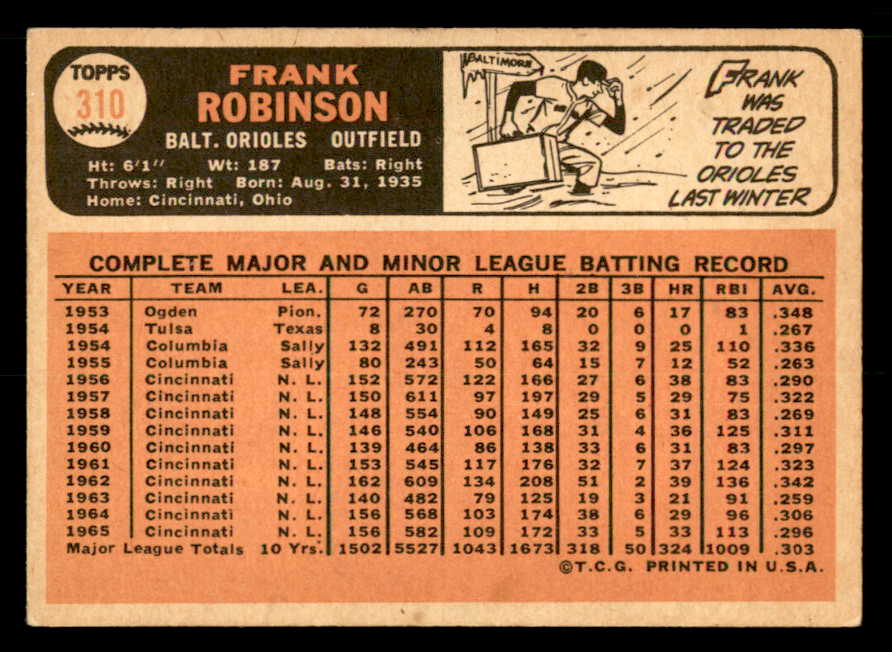 TOPPS
310
FRANK
ROBINSON
BALT. ORIOLES OUTFIELD
Ht: 6'1" Wt: 187 Bats: Right
Throws: Right Born: Aug. 31, 1935
Home: Cincinnati, Ohio
BALTIMORE
FRANK
WAS
TRADED
TO THE
ORIOLES
LAST WINTER
COMPLETE MAJOR AND MINOR LEAGUE BATTING RECORD
YEAR TEAM LEA. G AB R H 2B 3B HR RBI AVG.
1953 Ogden Pion. 72 270 70 94 20 6 17 83 .348
1954 Tulsa Texas 8 30 4 8 0 0 0 1 .267
1954 Columbia Sally 132 491 112 165 32 9 25 110 .336
1955 Columbia Sally 80 243 50 64 15 7 12 52 .263
1956 Cincinnati N. L. 152 572 122 166 27 6 38 83 .290
1957 Cincinnati N. L. 150 611 97 197 29 5 29 75 .322
1958 Cincinnati N. L. 148 554 90 149 25 6 31 83 .269
1959 Cincinnati N. L. 146 540 106 168 31 4 36 125 .311
1960 Cincinnati N. L. 139 464 86 138 33 6 31 83 .297
1961 Cincinnati N. L. 153 545 117 176 32 7 37 124 .323
1962 Cincinnati N. L. 162 609 134 208 51 2 39 136 .342
1963 Cincinnati N. L. 140 482 79 125 19 3 21 91 .259
1964 Cincinnati N. L. 156 568 103 174 38 6 29 96 .306
1965 Cincinnati N. L. 156 582 109 172 33 5 33 113 .296
Major League Totals 10 Yrs. 1502 5527 1043 1673 318 50 324 1009 .303
©T.C.G. PRINTED IN U.S.A.